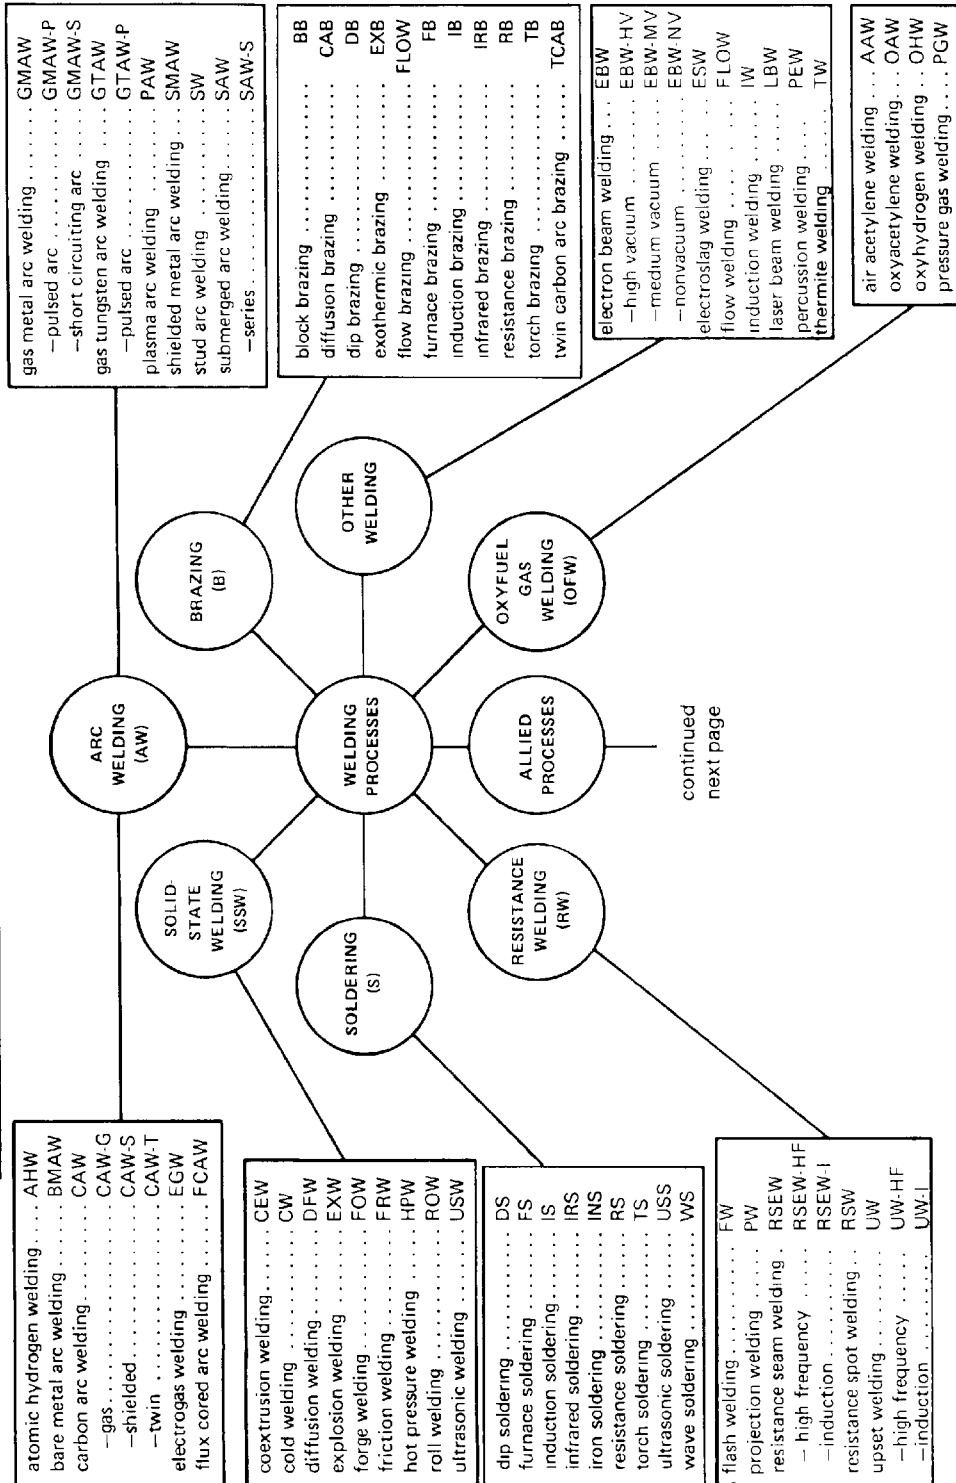 atomic hydrogen welding .... AHW
bare metal arc welding ..... BMAW
carbon arc welding ........ CAW
—gas ........ CAW-G
—shielded ........ CAW-S
—twin ........ CAW-T
electrogas welding ........ EGW
flux cored arc welding ..... FCAW
ARC
WELDING
(AW)
gas metal arc welding ....... GMAW
—pulsed arc ........ GMAW-P
—short circuiting arc ..... GMAW-S
gas tungsten arc welding .... GTAW
—pulsed arc ........ GTAW-P
plasma arc welding ........ PAW
shielded metal arc welding ... SMAW
stud arc welding ........ SW
submerged arc welding ..... SAW
—series ........ SAW-S
coextrusion welding ..... CEW
cold welding ........ CW
diffusion welding ........ DFW
explosion welding ........ EXW
forge welding ........ FOW
friction welding ........ FRW
hot pressure welding ..... HPW
roll welding ........ ROW
ultrasonic welding ........ USW
SOLID-
STATE
WELDING
(SSW)
BRAZING
(B)
block brazing ........ BB
diffusion brazing ........ CAB
dip brazing ........ DB
exothermic brazing ........ EXB
flow brazing ........ FLOW
furnace brazing ........ FB
induction brazing ........ IB
infrared brazing ........ IRB
resistance brazing ........ RB
torch brazing ........ TB
twin carbon arc brazing ...... TCAB
SOLDERING
(S)
WELDING
PROCESSES
OTHER
WELDING
dip soldering ........ DS
furnace soldering ........ FS
induction soldering ........ IS
infrared soldering ........ IRS
iron soldering ........ INS
resistance soldering ........ RS
torch soldering ........ TS
ultrasonic soldering ........ USS
wave soldering ........ WS
electron beam welding ... EBW
—high vacuum ...... EBW-HV
—medium vacuum .... EBW-MV
—nonvacuum ........ EBW-NV
electroslag welding ..... ESW
flow welding ........ FLOW
induction welding ....... IW
laser beam welding ...... LBW
percussion welding ...... PEW
thermite welding ........ TW
RESISTANCE
WELDING
(RW)
ALLIED
PROCESSES
OXYFUEL
GAS
WELDING
(OFW)
flash welding ........ FW
projection welding ...... PW
resistance seam welding . RSEW
— high frequency ..... RSEW-HF
—induction ........ RSEW-I
resistance spot welding .. RSW
upset welding ........ UW
—high frequency ..... UW-HF
—induction ........ UW-I
continued
next page
air acetylene welding ... AAW
oxyacetylene welding ... OAW
oxyhydrogen welding .. OHW
pressure gas welding ... PGW